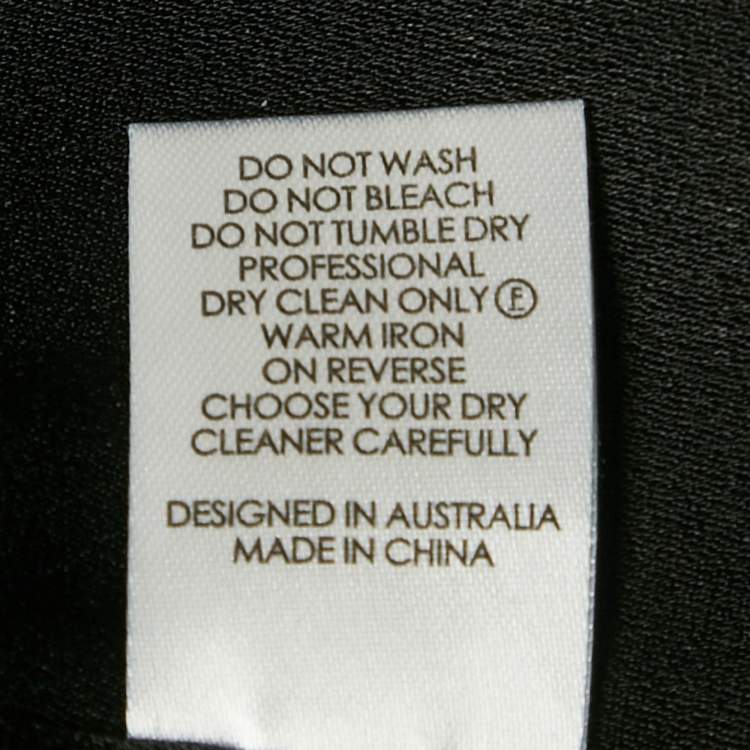 DO NOT WASH
DO NOT BLEACH
DO NOT TUMBLE DRY
PROFESSIONAL
DRY CLEAN ONLY Ⓕ
WARM IRON
ON REVERSE
CHOOSE YOUR DRY
CLEANER CAREFULLY
DESIGNED IN AUSTRALIA
MADE IN CHINA